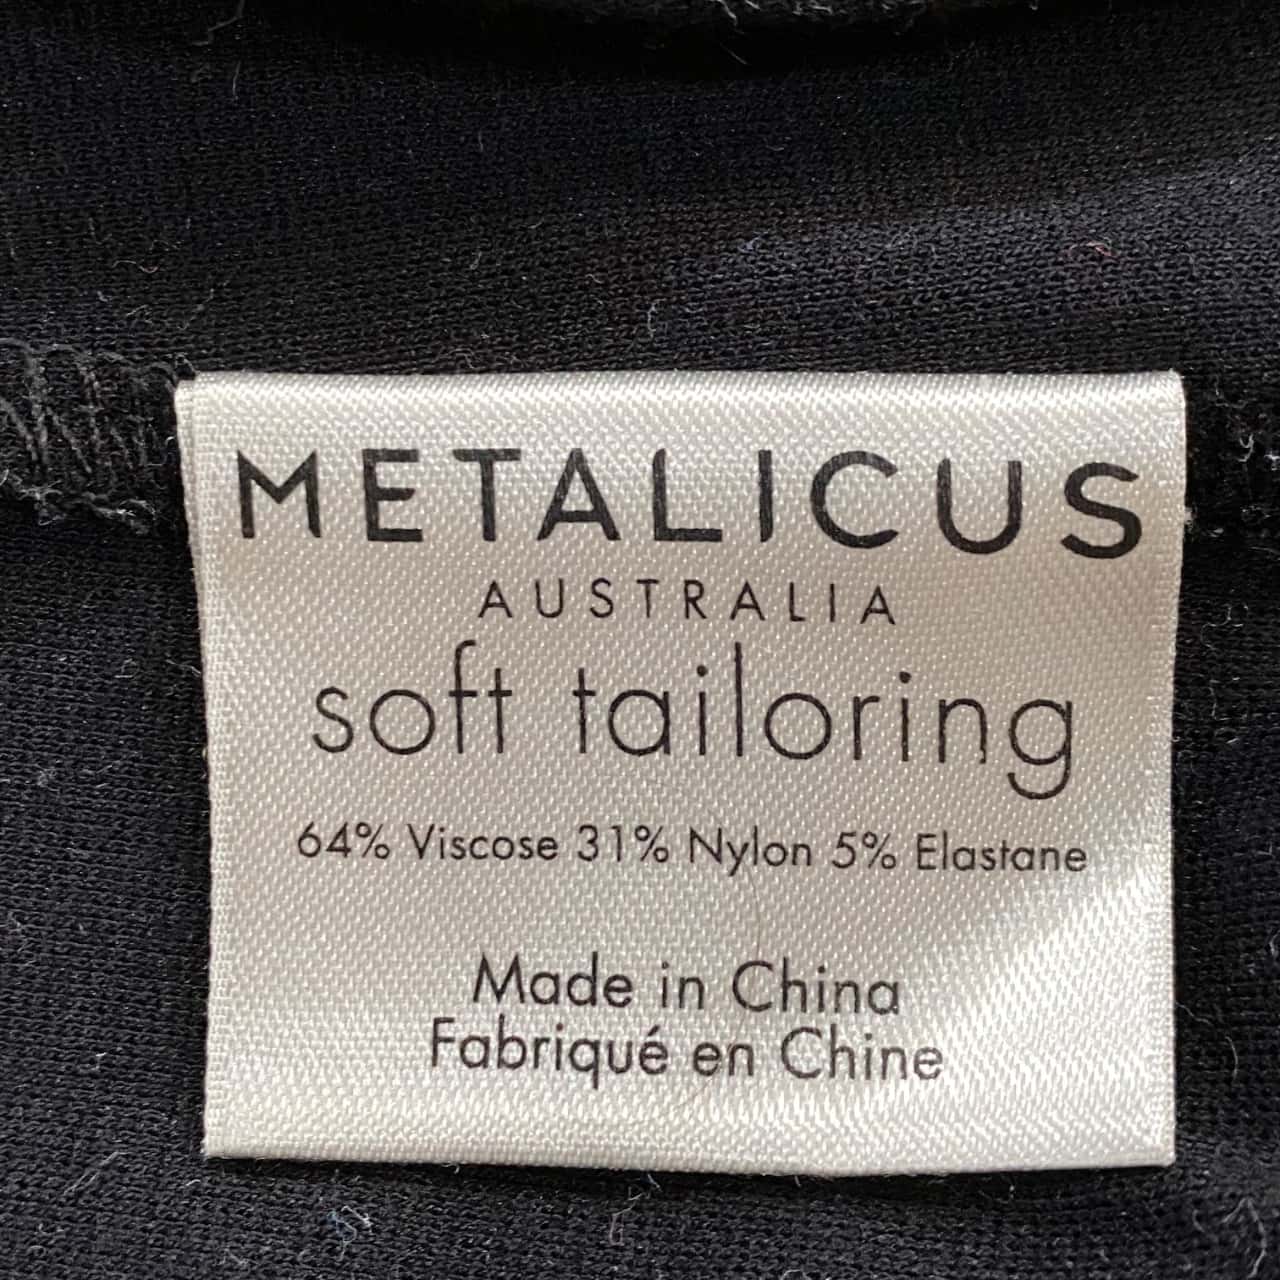 METALICUS
AUSTRALIA
soft tailoring
64% Viscose 31% Nylon 5% Elastane
Made in China
Fabriqué en Chine